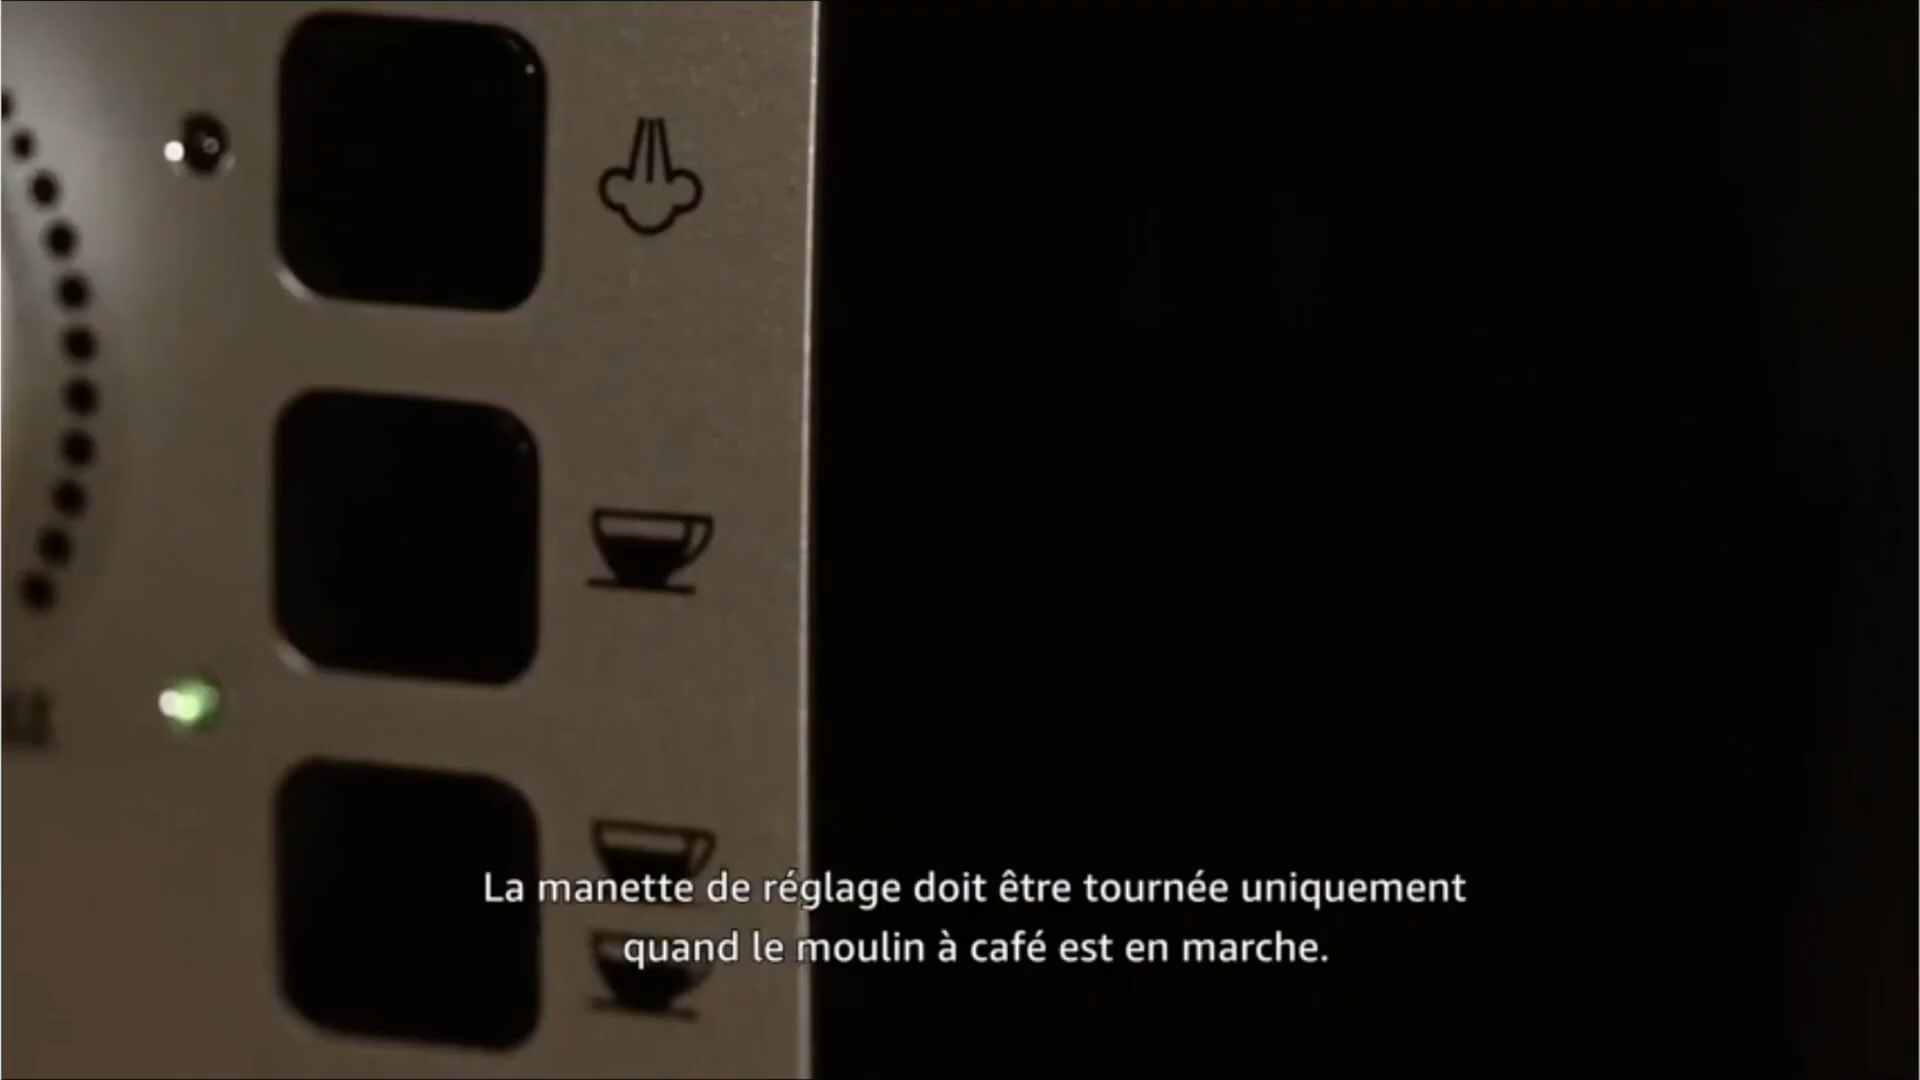 La manette de réglage doit être tournée uniquement
quand le moulin à café est en marche.